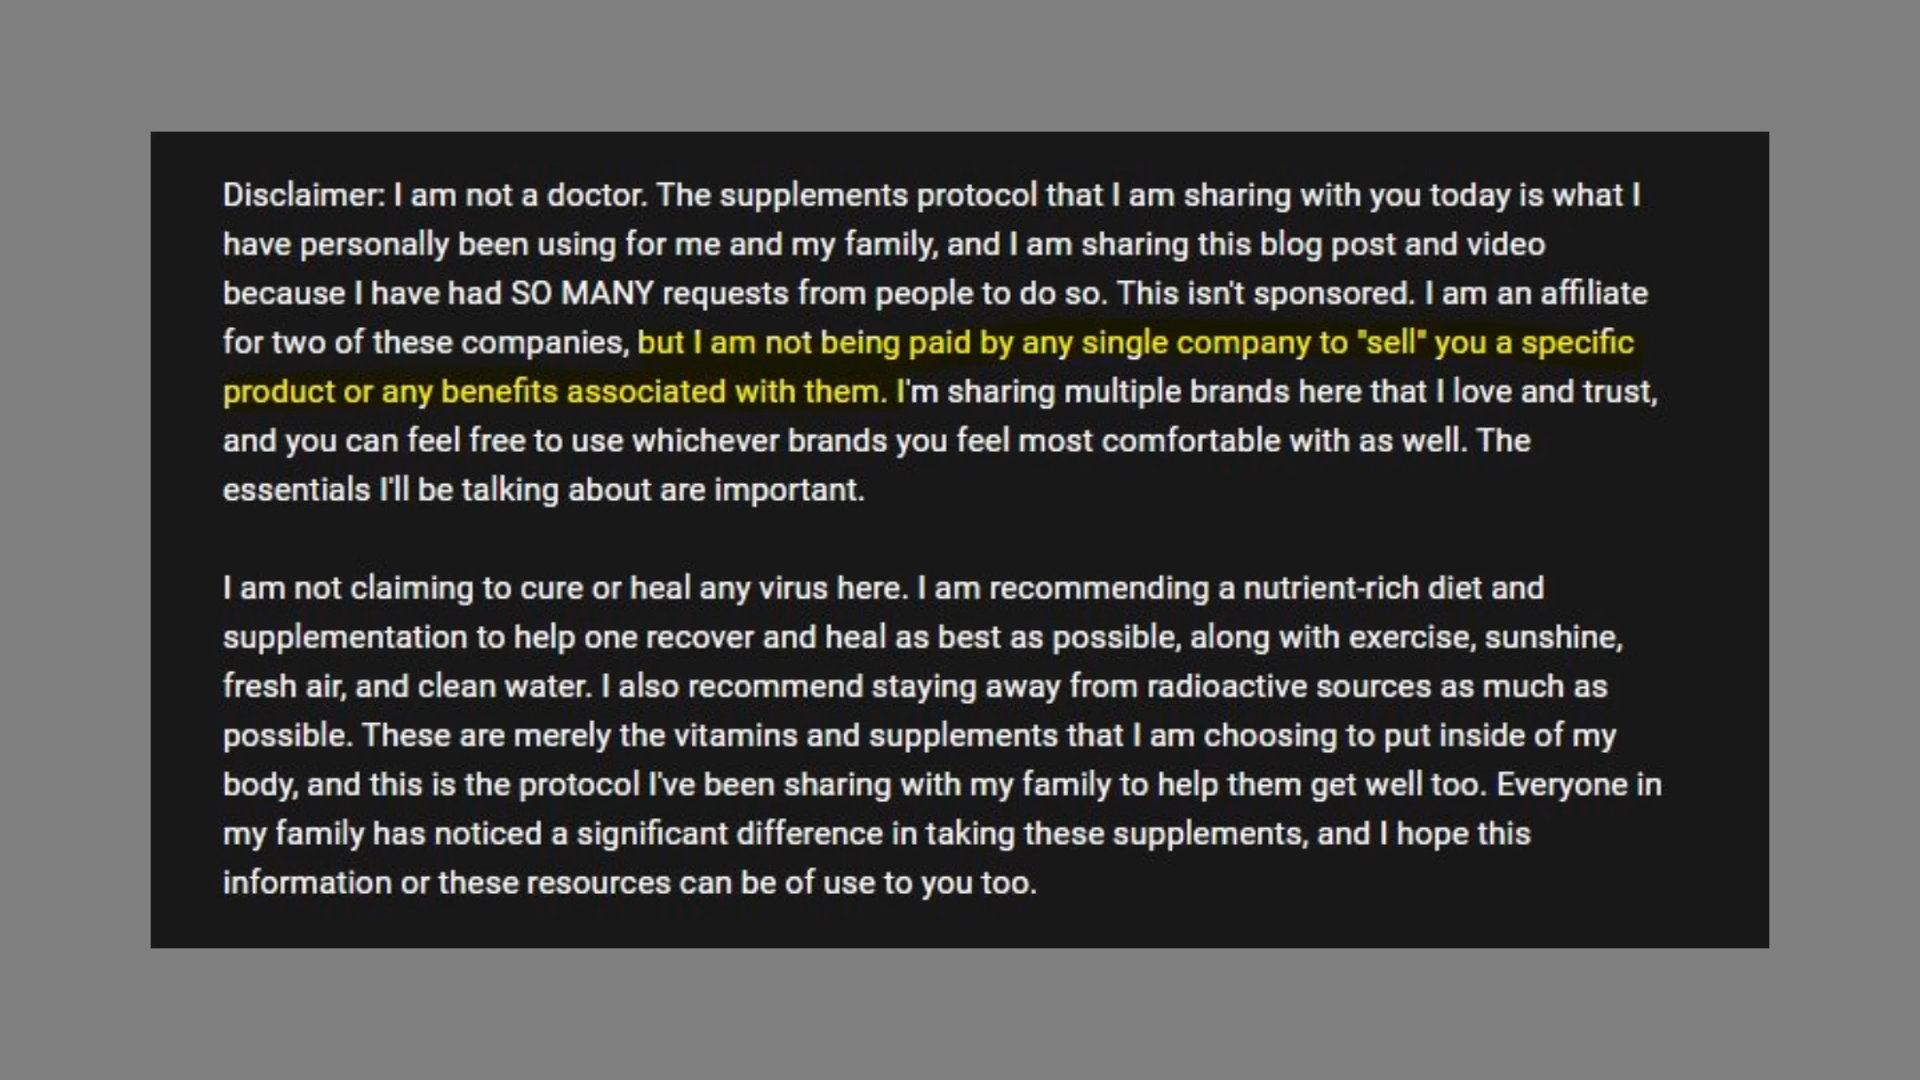 Disclaimer: I am not a doctor. The supplements protocol that I am sharing with you today is what I
have personally been using for me and my family, and I am sharing this blog post and video
because I have had SO MANY requests from people to do so. This isn't sponsored. I am an affiliate
for two of these companies, but I am not being paid by any single company to "sell" you a specific
product or any benefits associated with them. I'm sharing multiple brands here that I love and trust,
and you can feel free to use whichever brands you feel most comfortable with as well. The
essentials I'll be talking about are important.
I am not claiming to cure or heal any virus here. I am recommending a nutrient-rich diet and
supplementation to help one recover and heal as best as possible, along with exercise, sunshine,
fresh air, and clean water. I also recommend staying away from radioactive sources as much as
possible. These are merely the vitamins and supplements that I am choosing to put inside of my
body, and this is the protocol I've been sharing with my family to help them get well too. Everyone in
my family has noticed a significant difference in taking these supplements, and I hope this
information or these resources can be of use to you too.